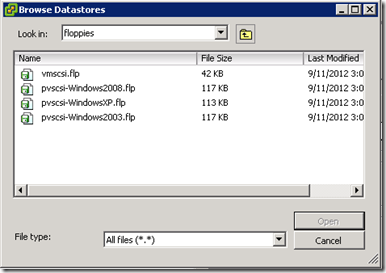 Browse Datastores
Look in: floppies
Name File Size Last Modified
vmscsi.flp 42 KB 9/11/2012 3:0
pvscsi-Windows2008.flp 117 KB 9/11/2012 3:0
pvscsi-WindowsXP.flp 113 KB 9/11/2012 3:0
pvscsi-Windows2003.flp 117 KB 9/11/2012 3:0
Open
File type: All files (*.*)
Cancel